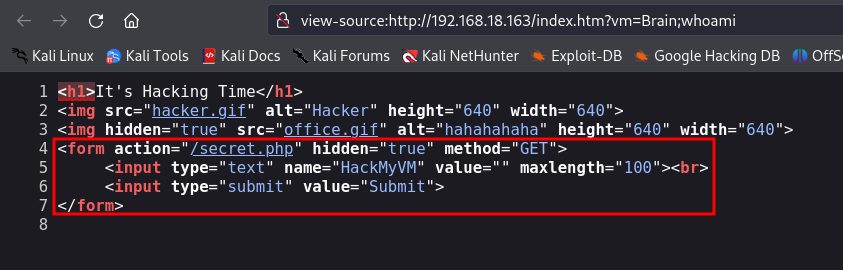 view-source:http://192.168.18.163/index.htm?vm=Brain;whoami
Kali Linux Kali Tools Kali Docs Kali Forums Kali NetHunter Exploit-DB Google Hacking DB OffS
1 <h1>It's Hacking Time</h1>
2 <img src="hacker.gif" alt="Hacker" height="640" width="640">
3 <img hidden="true" src="office.gif" alt="hahahahaha" height="640" width="640">
4 <form action="/secret.php" hidden="true" method="GET">
5 <input type="text" name="HackMyVM" value="" maxlength="100"><br>
6 <input type="submit" value="Submit">
7 </form>
8